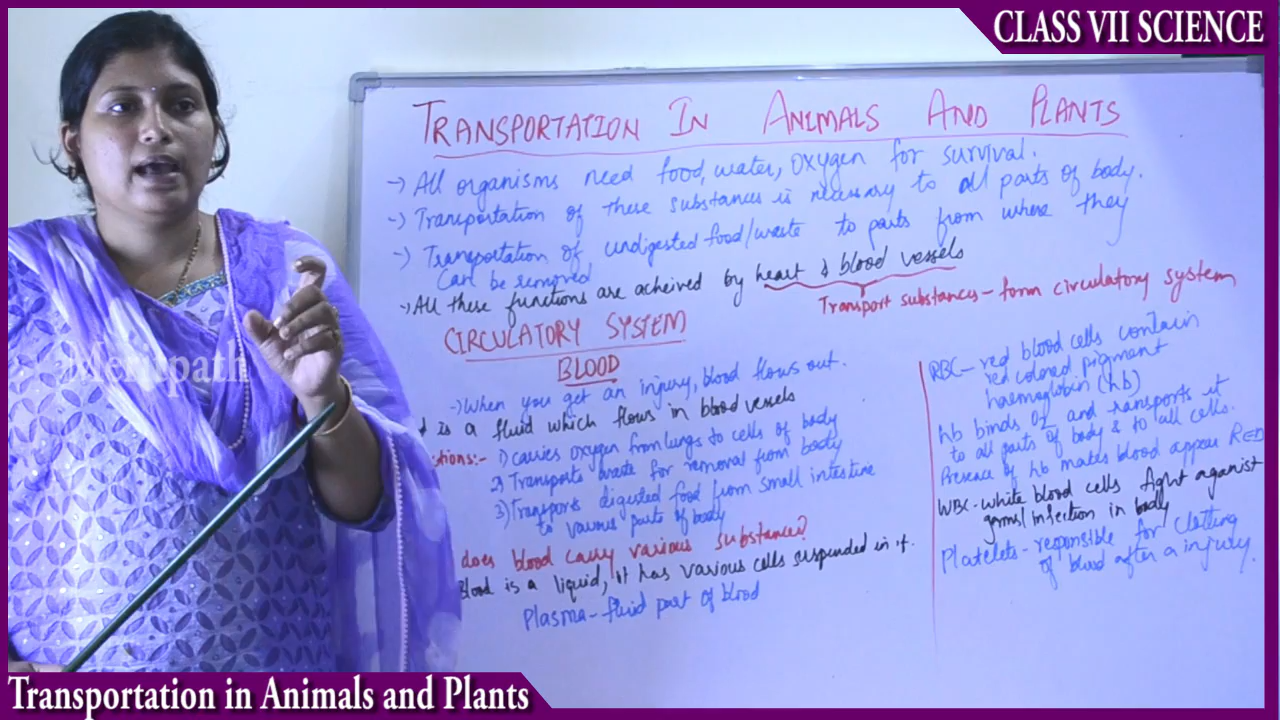 CLASS VII SCIENCE
TRANSPORTATION IN ANIMALS AND PLANTS
-) All organisms need food, water, oxygen for survival.
-) Transportation of these substances is necessary to all parts of body.
-) Transportation of undigested food/waste to parts from where they
can be removed
-) All these functions are acheived by heart & blood vessels
Transport substances - form circulatory system
CIRCULATORY SYSTEM
BLOOD
-) When you get an injury, blood flows out.
is a fluid which flows in blood vessels
ctions:- 1) carries oxygen from lungs to cells of body
2) Transports waste for removal from body
3) Transports digested food from small intestine
to various parts of body
does blood carry various substances?
Blood is a liquid, it has various cells suspended in it.
Plasma - fluid part of blood
RBC - red blood cells contain
red colored pigment
haemoglobin (hb)
hb binds O2 and transports it
to all parts of body & to all cells.
Presence of hb makes blood appear RED
WBC - white blood cells fight against
germs/infection in body
Platelets - responsible for clotting
of blood after a injury.
Meritpath
Transportation in Animals and Plants